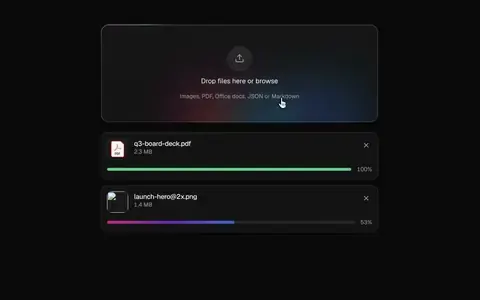 Drop files here or browse
Images, PDF, Office docs, JSON or Markdown
q3-board-deck.pdf
2.3 MB
PDF
100%
launch-hero@2x.png
1.4 MB
53%